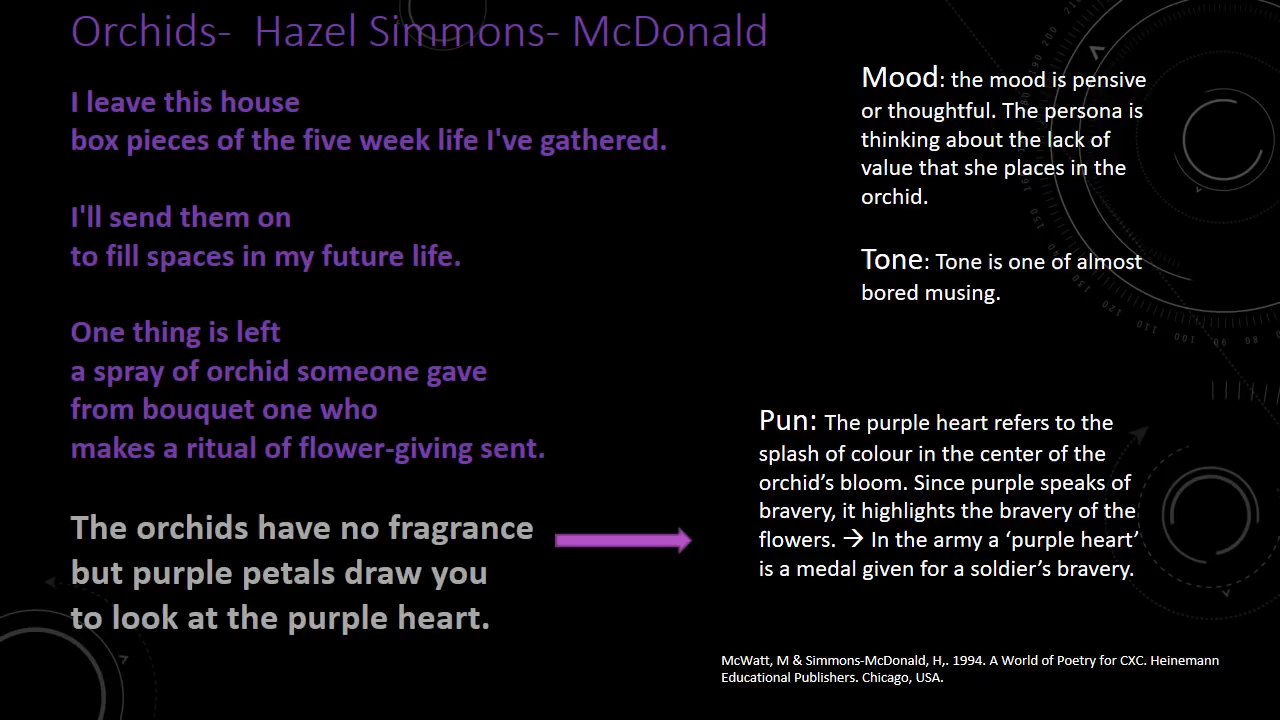 Orchids- Hazel Simmons- McDonald
I leave this house
box pieces of the five week life I've gathered.
I'll send them on
to fill spaces in my future life.
One thing is left
a spray of orchid someone gave
from bouquet one who
makes a ritual of flower-giving sent.
The orchids have no fragrance
but purple petals draw you
to look at the purple heart.
Mood: the mood is pensive
or thoughtful. The persona is
thinking about the lack of
value that she places in the
orchid.
Tone: Tone is one of almost
bored musing.
Pun: The purple heart refers to the
splash of colour in the center of the
orchid's bloom. Since purple speaks of
bravery, it highlights the bravery of the
flowers. → In the army a ‘purple heart’
is a medal given for a soldier's bravery.
McWatt, M & Simmons-McDonald, H,. 1994. A World of Poetry for CXC. Heinemann
Educational Publishers. Chicago, USA.